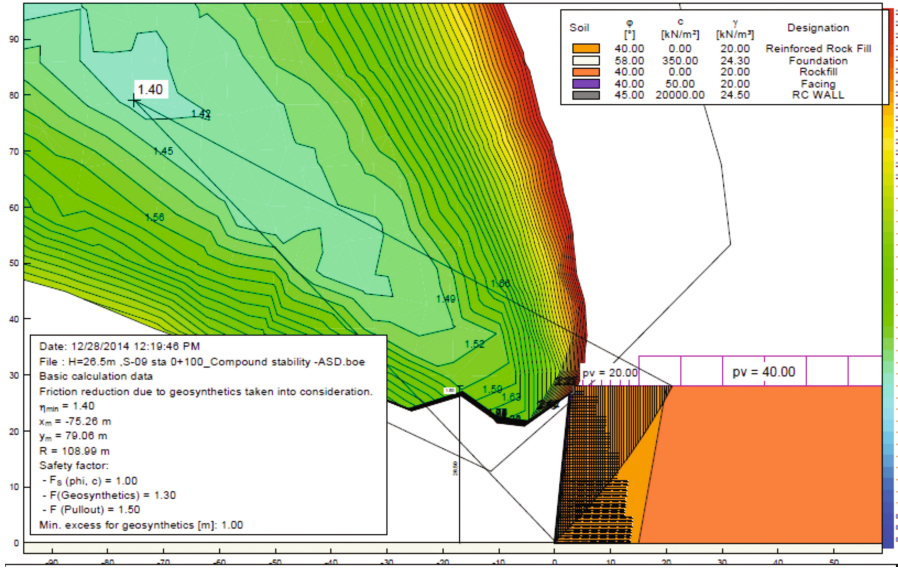 Soil φ c γ Designation
[°] [kN/m²] [kN/m³]
40.00 0.00 20.00 Reinforced Rock Fill
58.00 350.00 24.30 Foundation
40.00 0.00 20.00 Rockfill
40.00 50.00 20.00 Facing
45.00 20000.00 24.50 RC WALL
90
80
70
60
50
40
30
20
10
0
1.40
1.42
1.45
1.56
1.66
1.49
1.52
1.59
1.63
pv = 20.00
pv = 40.00
Date: 12/28/2014 12:19:46 PM
File : H=26.5m ,S-09 sta 0+100_Compound stability -ASD.boe
Basic calculation data
Friction reduction due to geosynthetics taken into consideration.
ηmin = 1.40
xm = -75.26 m
ym = 79.06 m
R = 108.99 m
Safety factor:
- Fs (phi, c) = 1.00
- F(Geosynthetics) = 1.30
- F (Pullout) = 1.50
Min. excess for geosynthetics [m]: 1.00
-90 -80 -70 -60 -50 -40 -30 -20 -10 0 10 20 30 40 50